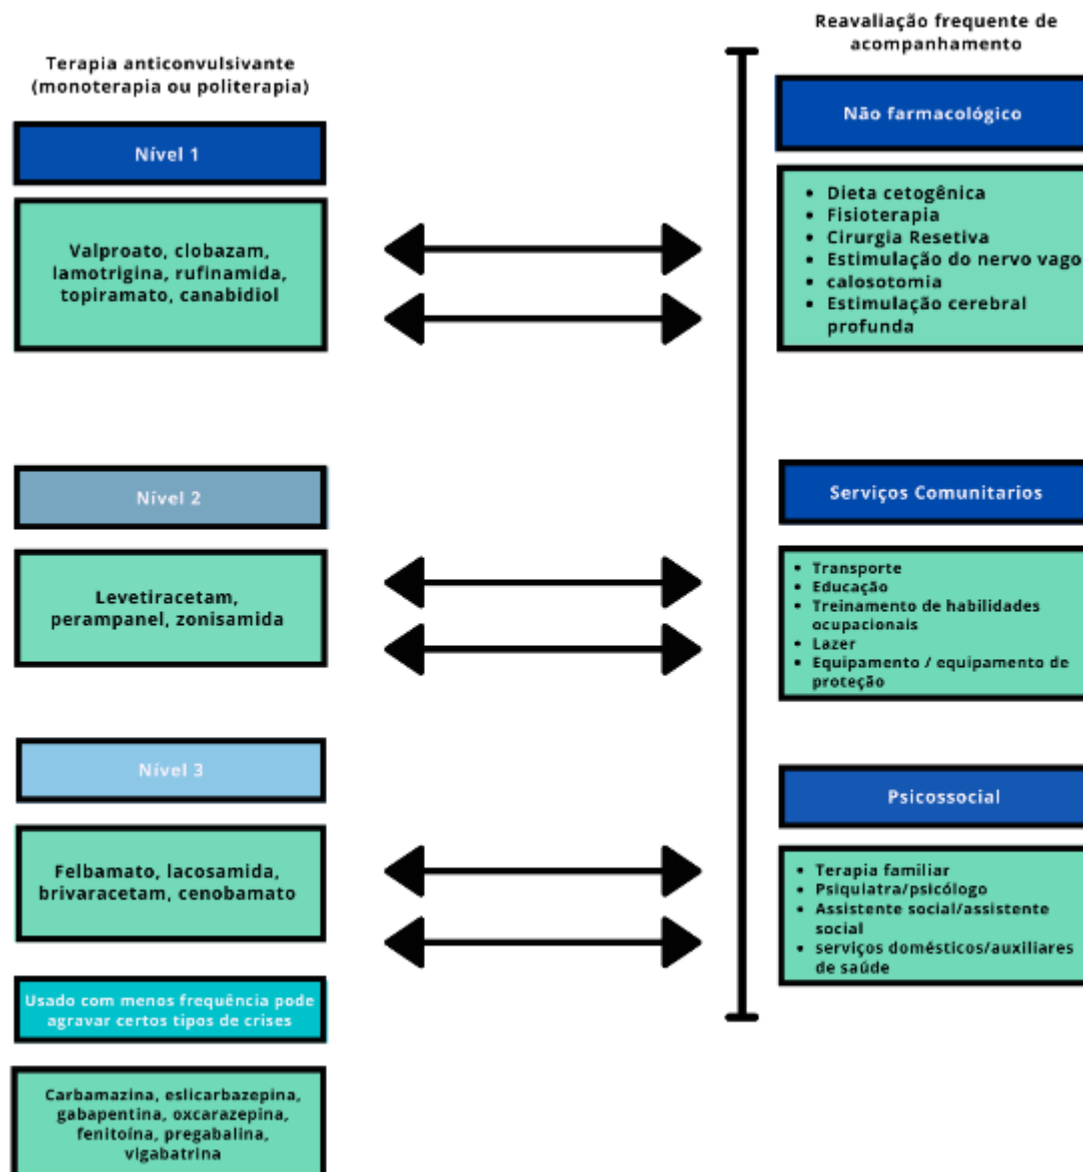 Terapia anticonvulsivante
(monoterapia ou politerapia)
Nível 1
Valproato, clobazam,
lamotrigina, rufinamida,
topiramato, canabidiol
Nível 2
Levetiracetam,
perampanel, zonisamida
Nível 3
Felbamato, lacosamida,
brivaracetam, cenobamato
Usado com menos frequência pode
agravar certos tipos de crises
Carbamazina, eslicarbazepina,
gabapentina, oxcarazepina,
fenitoína, pregabalina,
vigabatrina
Reavaliação frequente de
acompanhamento
Não farmacológico
• Dieta cetogênica
• Fisioterapia
• Cirurgia Resetiva
• Estimulação do nervo vago
• calosotomia
• Estimulação cerebral
profunda
Serviços Comunitarios
• Transporte
• Educação
• Treinamento de habilidades
ocupacionais
• Lazer
• Equipamento / equipamento de
proteção
Psicossocial
• Terapia familiar
• Psiquiatra/psicólogo
• Assistente social/assistente
social
• serviços domésticos/auxiliares
de saúde